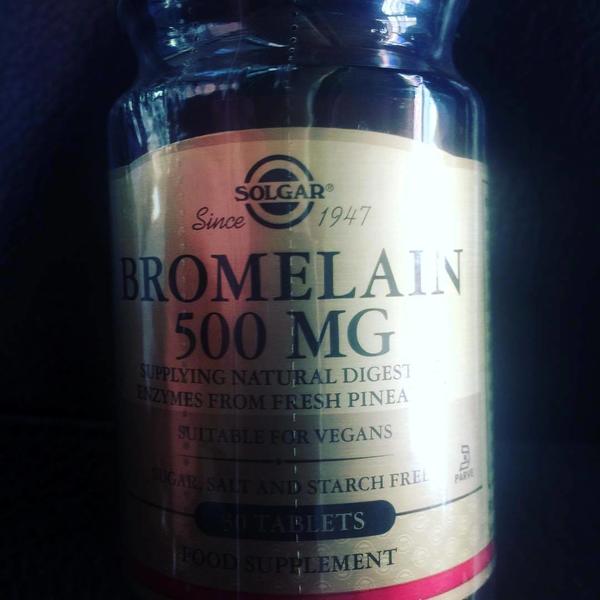 SOLGAR®
Since 1947
BROMELAIN
500 MG
SUPPLYING NATURAL DIGEST
ENZYMES FROM FRESH PINEA
SUITABLE FOR VEGANS
SUGAR, SALT AND STARCH FREE
PARVE
TABLETS
FOOD SUPPLEMENT